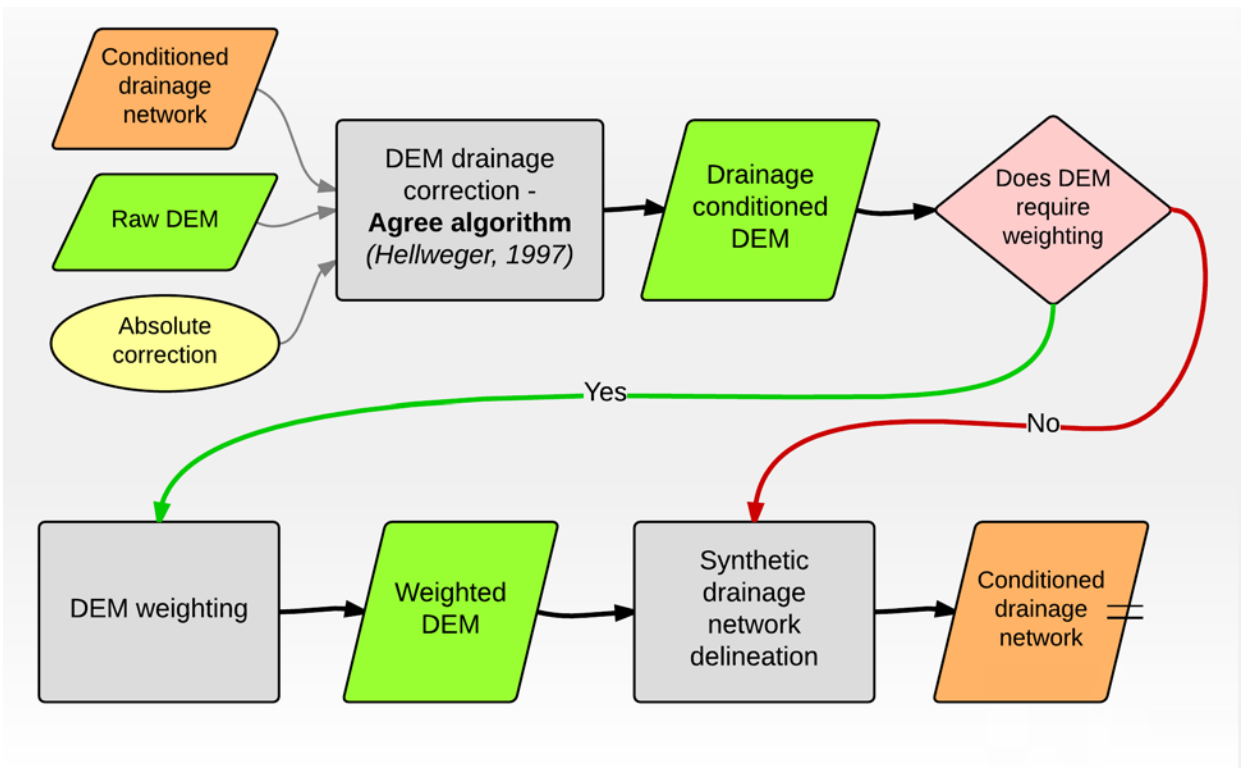 Conditioned
drainage
network
Raw DEM
Absolute
correction
DEM drainage
correction -
Agree algorithm
(Hellweger, 1997)
Drainage
conditioned
DEM
Does DEM
require
weighting
Yes
No
DEM weighting
Weighted
DEM
Synthetic
drainage
network
delineation
Conditioned
drainage
network